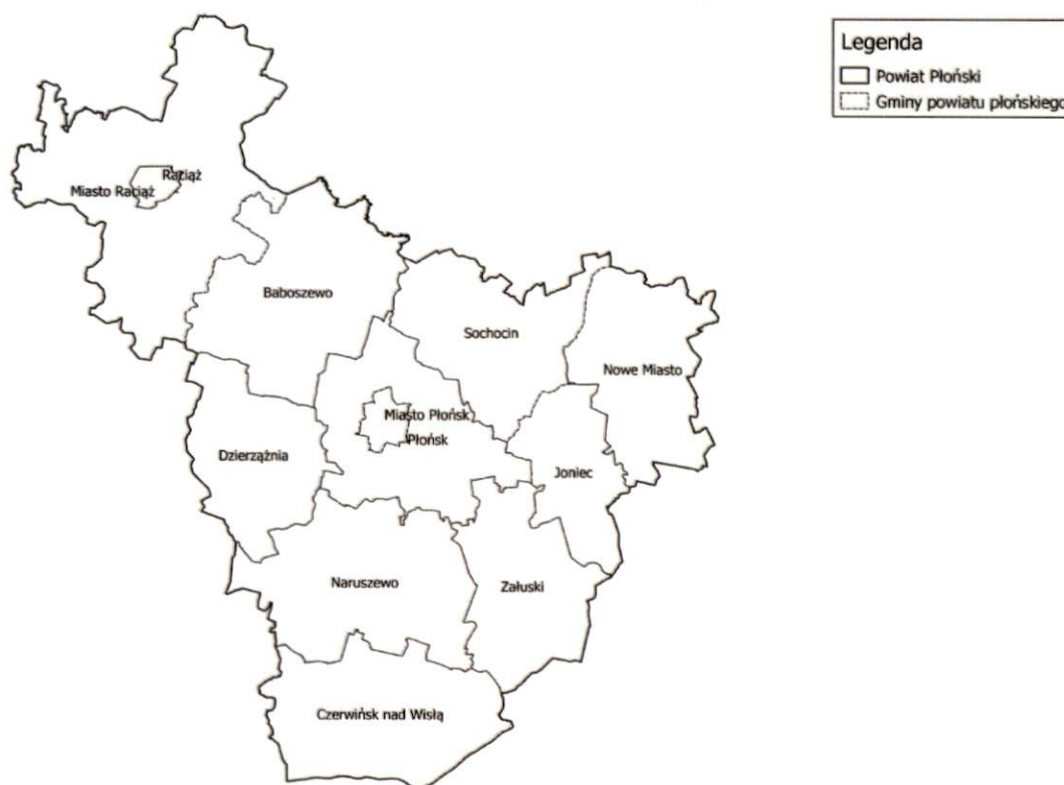 Legenda
Powiat Płoński
Gminy powiatu płońskiego
Raciąż
Miasto Raciąż
Baboszewo
Sochocin
Nowe Miasto
Miasto Płońsk
Płońsk
Dzierzążnia
Joniec
Naruszewo
Załuski
Czerwińsk nad Wisłą